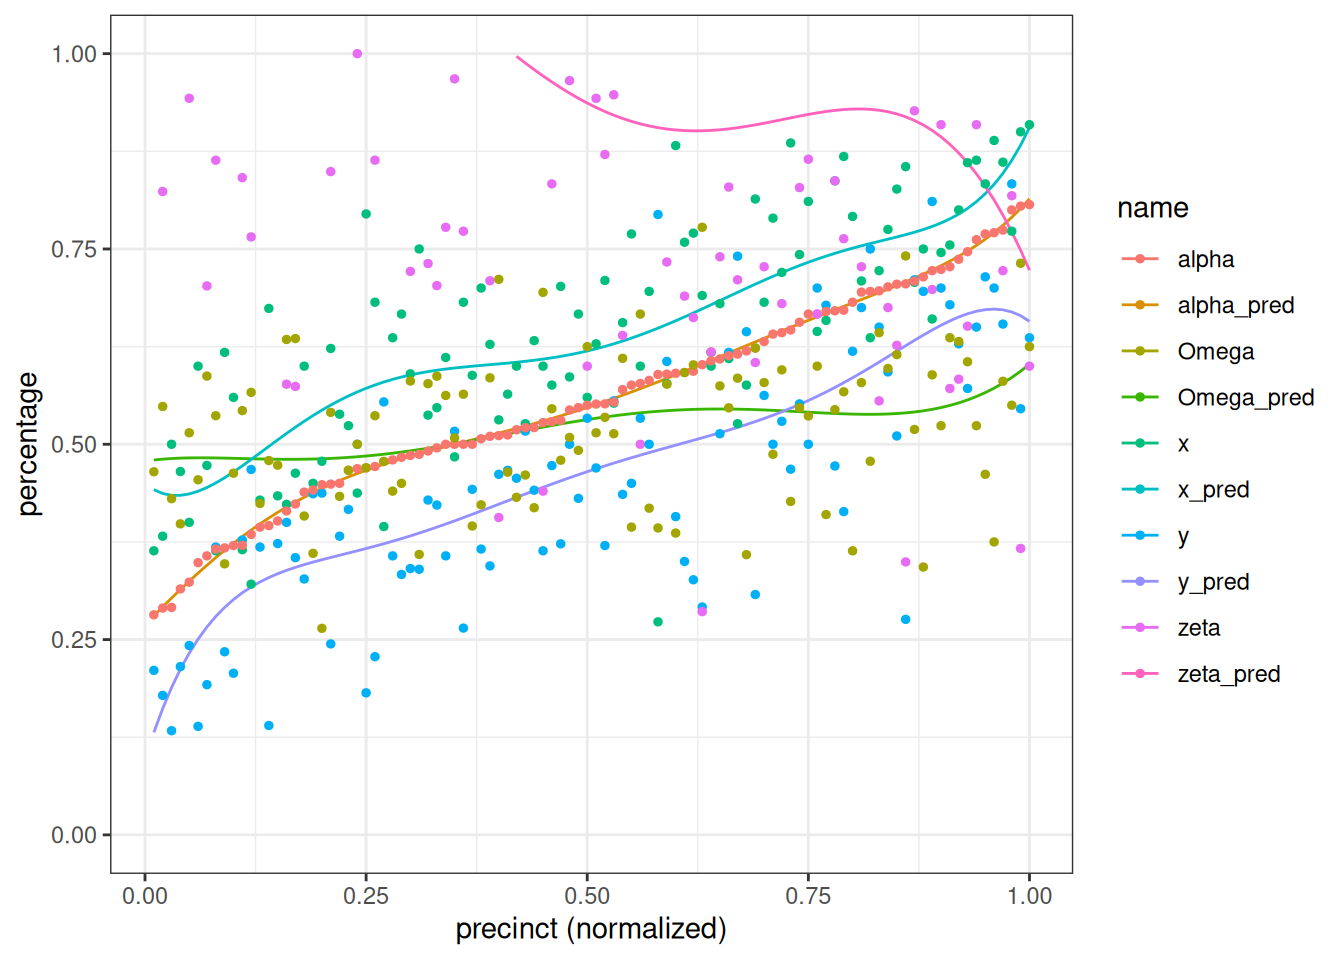 1.00
0.75
0.50
0.25
0.00
percentage
0.00 0.25 0.50 0.75 1.00
precinct (normalized)
name
alpha
alpha_pred
Omega
Omega_pred
x
x_pred
y
y_pred
zeta
zeta_pred